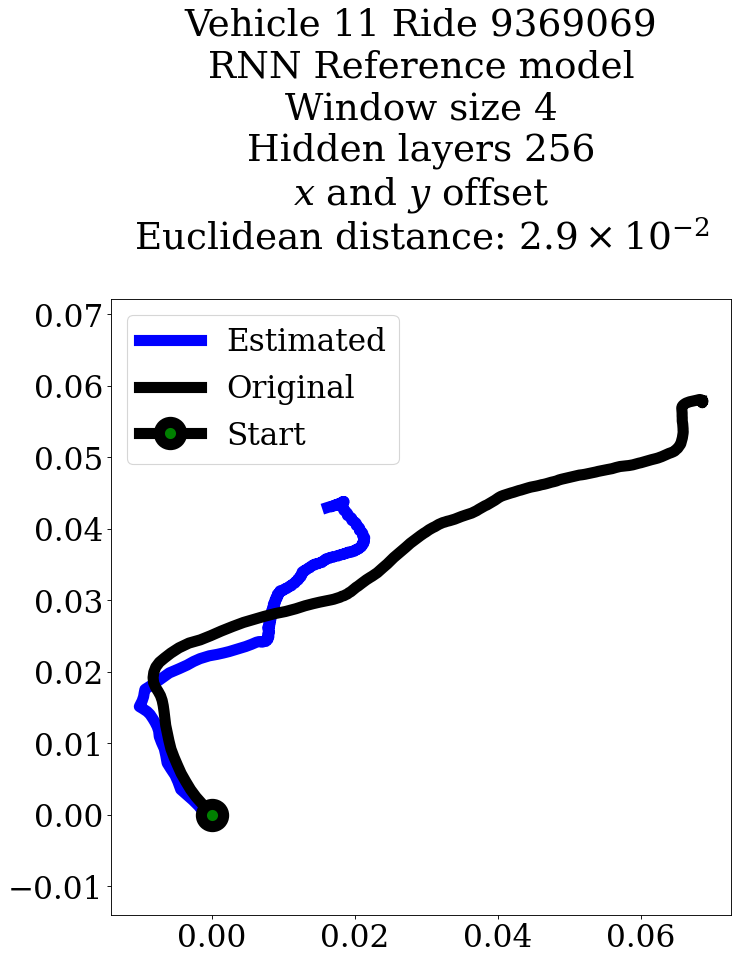 Vehicle 11 Ride 9369069
RNN Reference model
Window size 4
Hidden layers 256
x and y offset
Euclidean distance: 2.9 × 10⁻²
0.07
0.06
0.05
0.04
0.03
0.02
0.01
0.00
−0.01
Estimated
Original
Start
0.00 0.02 0.04 0.06